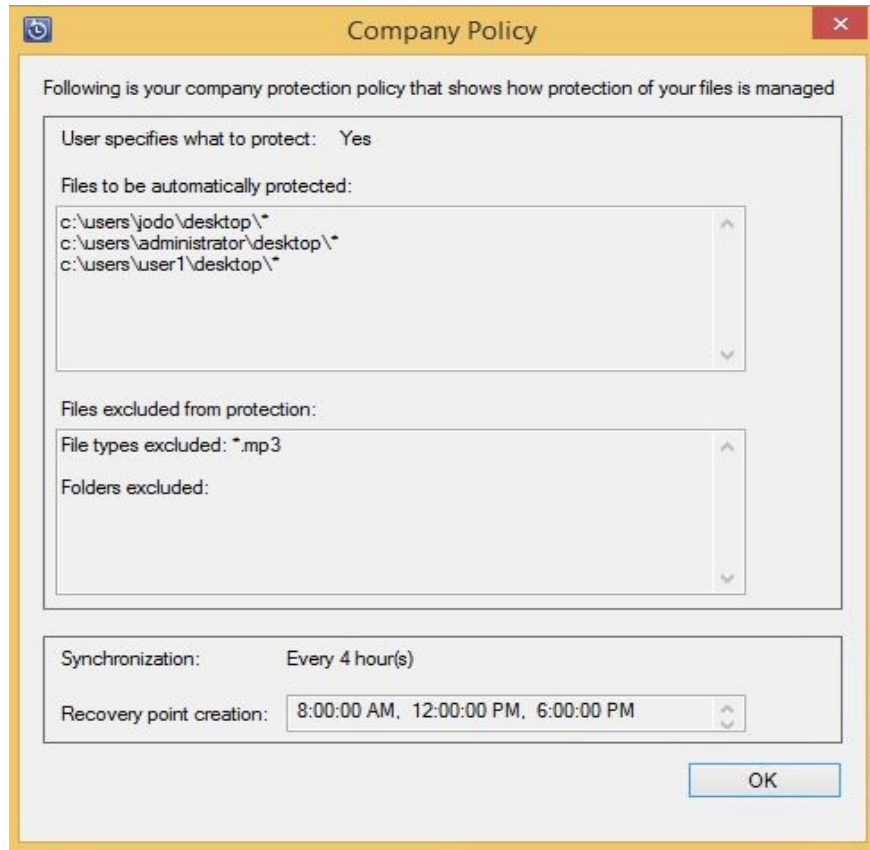 Company Policy
Following is your company protection policy that shows how protection of your files is managed
User specifies what to protect: Yes
Files to be automatically protected:
c:\users\jodo\desktop\*
c:\users\administrator\desktop\*
c:\users\user1\desktop\*
Files excluded from protection:
File types excluded: *.mp3
Folders excluded:
Synchronization: Every 4 hour(s)
Recovery point creation: 8:00:00 AM, 12:00:00 PM, 6:00:00 PM
OK